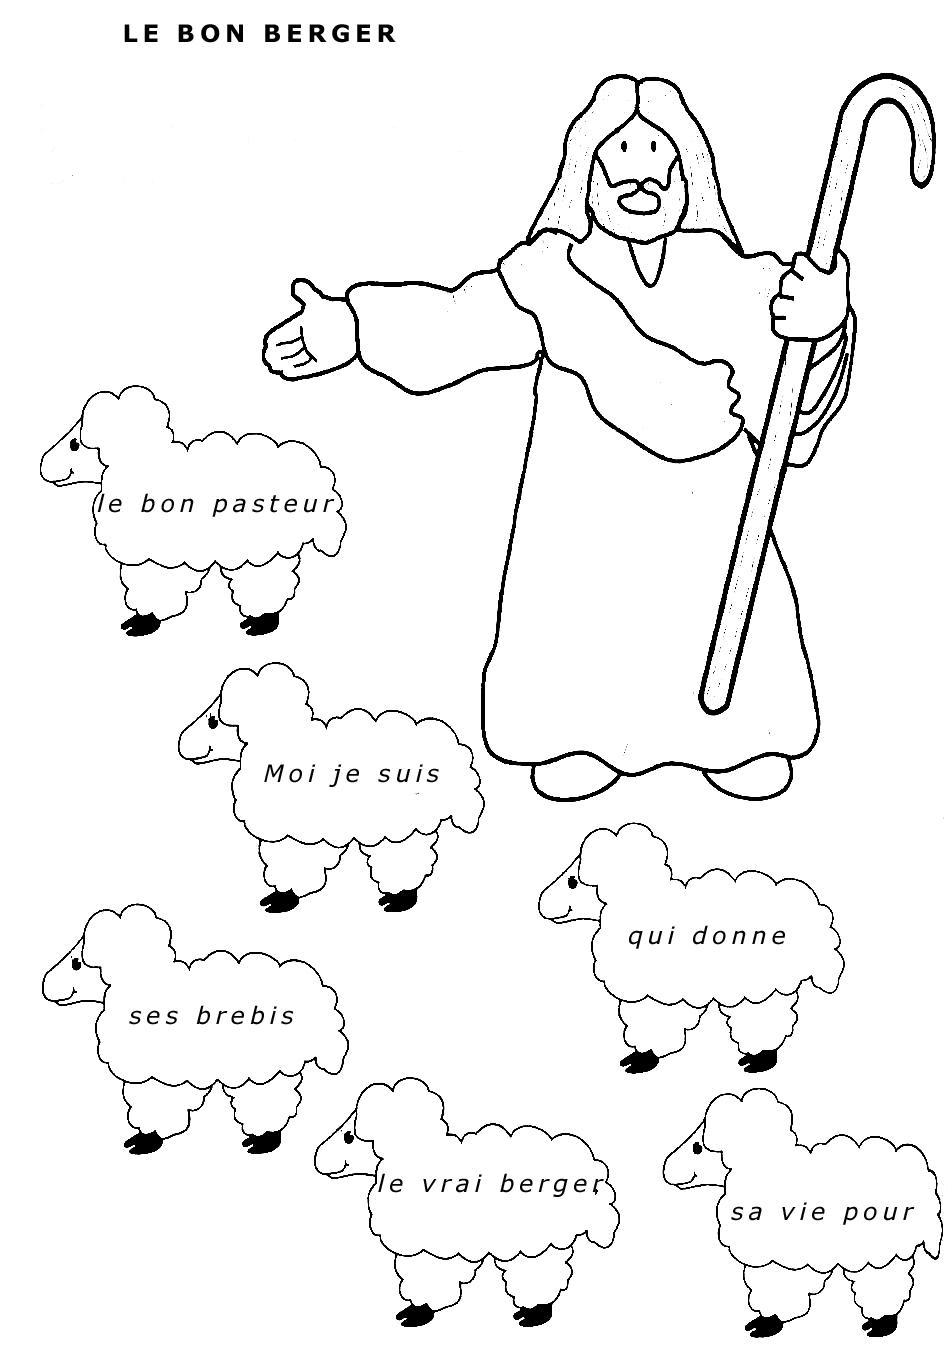 LE BON BERGER
le bon pasteur
Moi je suis
qui donne
ses brebis
le vrai berger,
sa vie pour